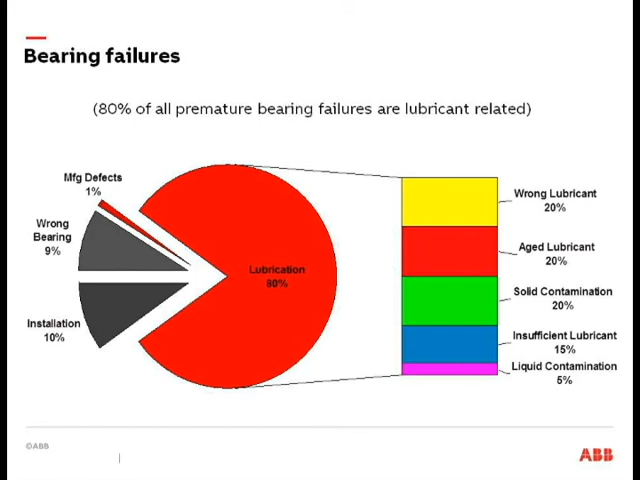 Bearing failures
(80% of all premature bearing failures are lubricant related)
Mfg Defects
1%
Wrong
Bearing
9%
Installation
10%
Lubrication
80%
Wrong Lubricant
20%
Aged Lubricant
20%
Solid Contamination
20%
Insufficient Lubricant
15%
Liquid Contamination
5%
©ABB
|
ABB